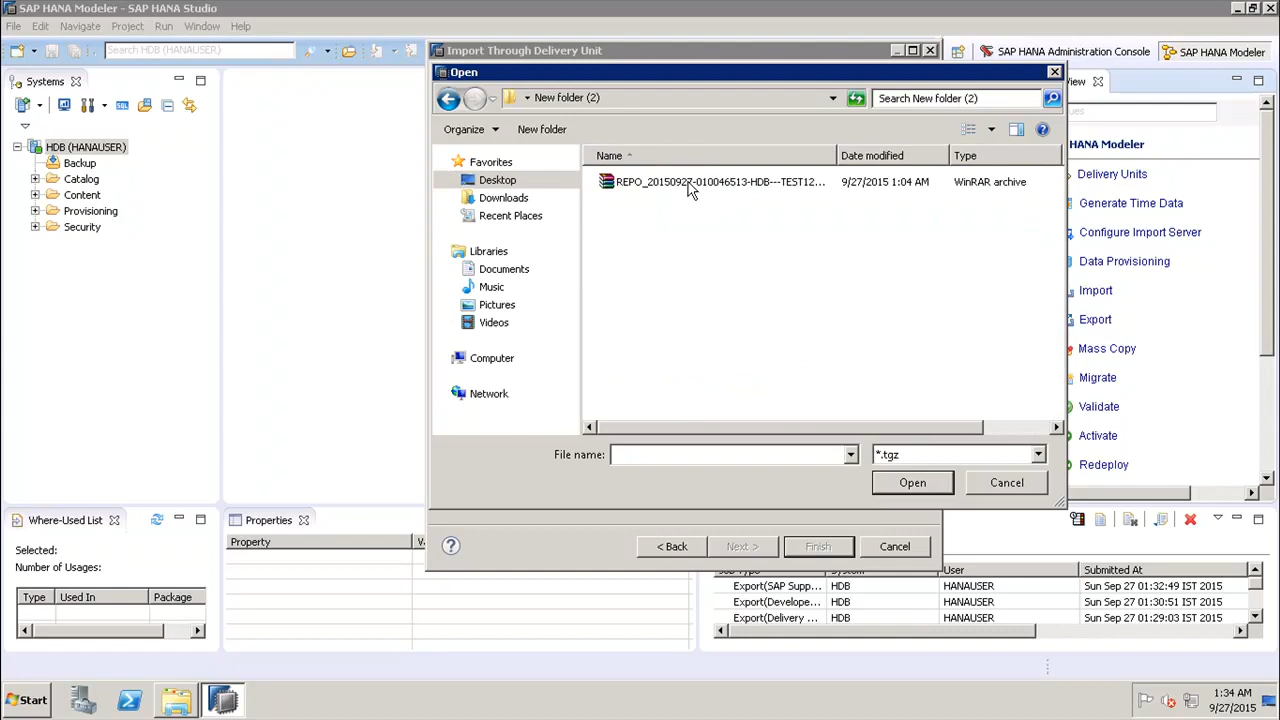 SAP HANA Modeler - SAP HANA Studio
File Edit Navigate Project Run Window Help
Search HDB (HANAUSER)
SAP HANA Administration Console
SAP HANA Modeler
Systems
HDB (HANAUSER)
Backup
Catalog
Content
Provisioning
Security
Import Through Delivery Unit
Open
New folder (2)
Search New folder (2)
Organize
New folder
Favorites
Desktop
Downloads
Recent Places
Libraries
Documents
Music
Pictures
Videos
Computer
Network
Name Date modified Type
REPO_20150927-010046513-HDB---TEST12... 9/27/2015 1:04 AM WinRAR archive
File name:
*.tgz
Open Cancel
< Back Next > Finish Cancel
View
HANA Modeler
Delivery Units
Generate Time Data
Configure Import Server
Data Provisioning
Import
Export
Mass Copy
Migrate
Validate
Activate
Redeploy
Where-Used List
Selected:
Number of Usages:
Type Used In Package
Properties
Property
User Submitted At
Export(SAP Supp... HDB HANAUSER Sun Sep 27 01:32:49 IST 2015
Export(Develope... HDB HANAUSER Sun Sep 27 01:30:51 IST 2015
Export(Delivery ... HDB HANAUSER Sun Sep 27 01:29:03 IST 2015
Start
1:34 AM
9/27/2015